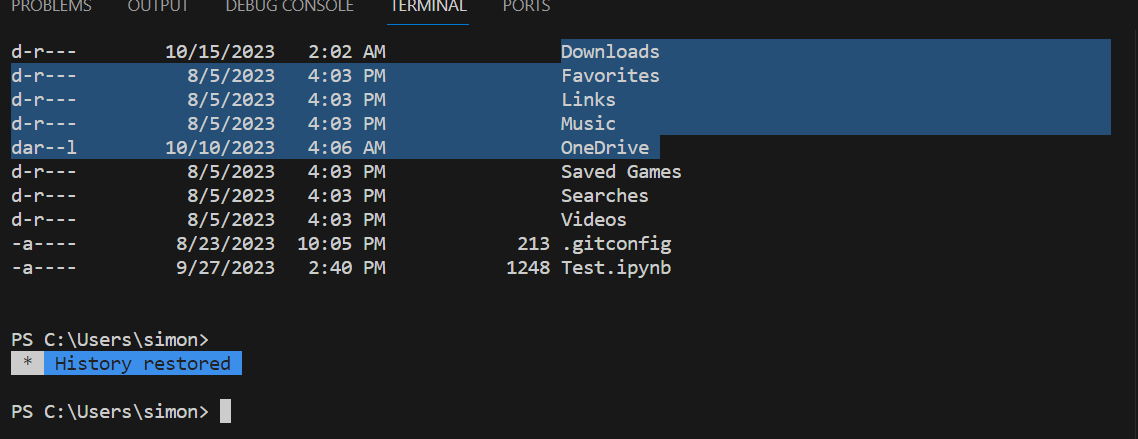 PROBLEMS OUTPUT DEBUG CONSOLE TERMINAL PORTS
d-r--- 10/15/2023 2:02 AM Downloads
d-r--- 8/5/2023 4:03 PM Favorites
d-r--- 8/5/2023 4:03 PM Links
d-r--- 8/5/2023 4:03 PM Music
dar--l 10/10/2023 4:06 AM OneDrive
d-r--- 8/5/2023 4:03 PM Saved Games
d-r--- 8/5/2023 4:03 PM Searches
d-r--- 8/5/2023 4:03 PM Videos
-a---- 8/23/2023 10:05 PM 213 .gitconfig
-a---- 9/27/2023 2:40 PM 1248 Test.ipynb
PS C:\Users\simon>
* History restored
PS C:\Users\simon>